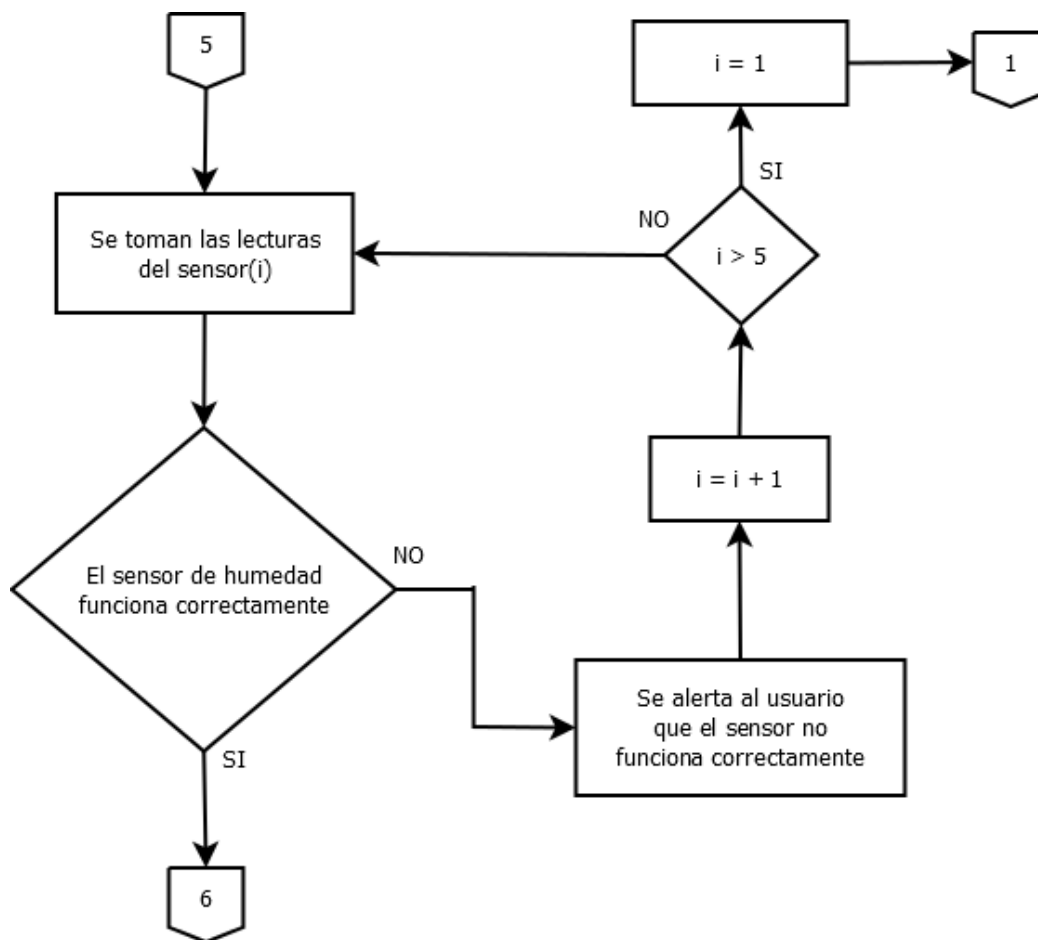 5
Se toman las lecturas
del sensor(i)
El sensor de humedad
funciona correctamente
NO
SI
6
Se alerta al usuario
que el sensor no
funciona correctamente
i = i + 1
i > 5
NO
SI
i = 1
1